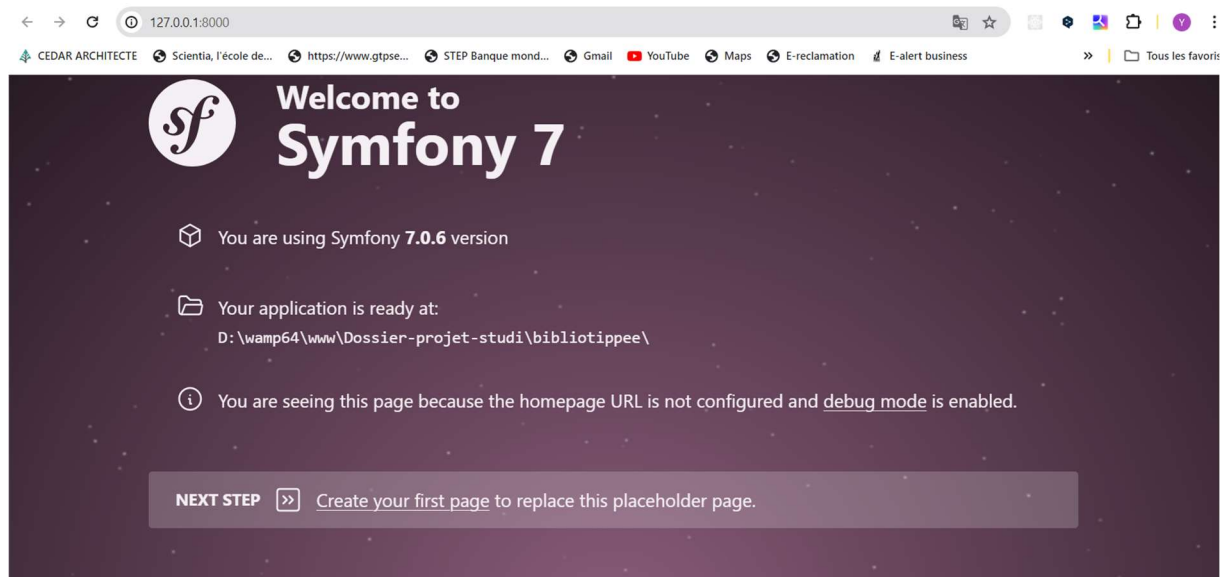 127.0.0.1:8000
CEDAR ARCHITECTE Scientia, l'école de... https://www.gtpse... STEP Banque mond... Gmail YouTube Maps E-reclamation E-alert business » Tous les favoris
sf
Welcome to
Symfony 7
You are using Symfony 7.0.6 version
Your application is ready at:
D:\wamp64\www\Dossier-projet-studi\bibliotippee\
You are seeing this page because the homepage URL is not configured and debug mode is enabled.
NEXT STEP Create your first page to replace this placeholder page.